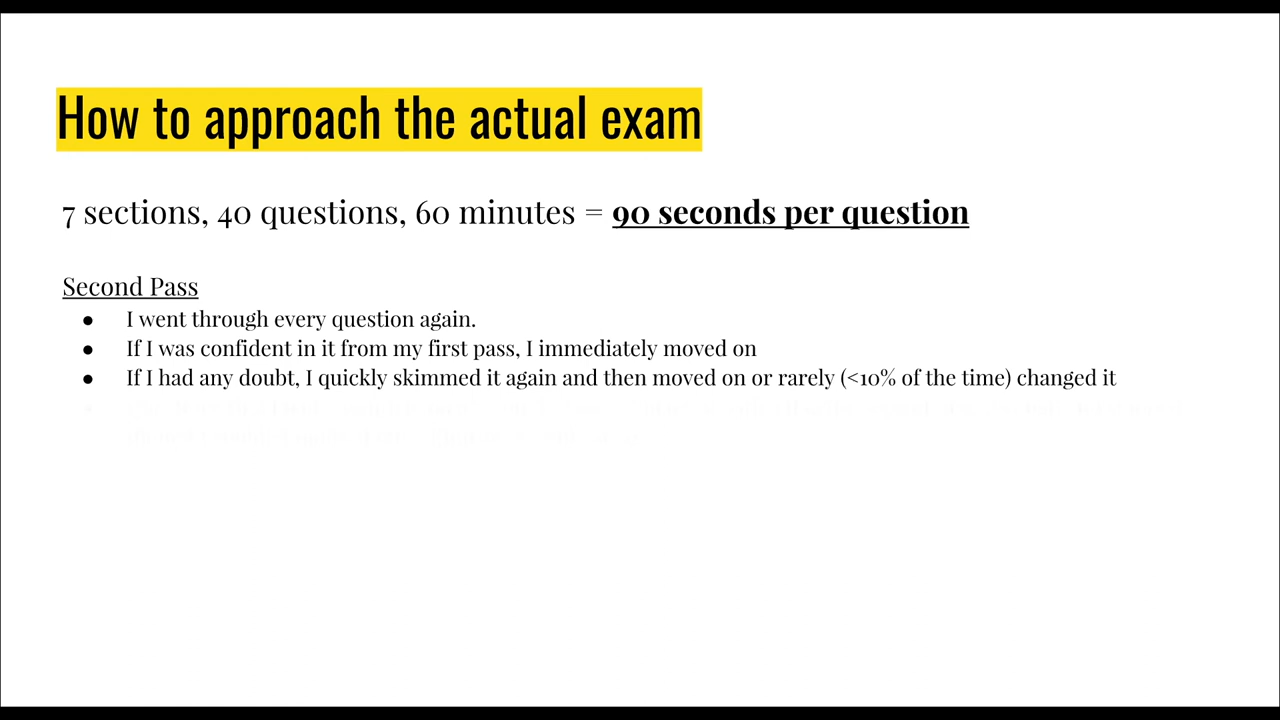 How to approach the actual exam
7 sections, 40 questions, 60 minutes = 90 seconds per question
Second Pass
● I went through every question again.
● If I was confident in it from my first pass, I immediately moved on
● If I had any doubt, I quickly skimmed it again and then moved on or rarely (<10% of the time) changed it